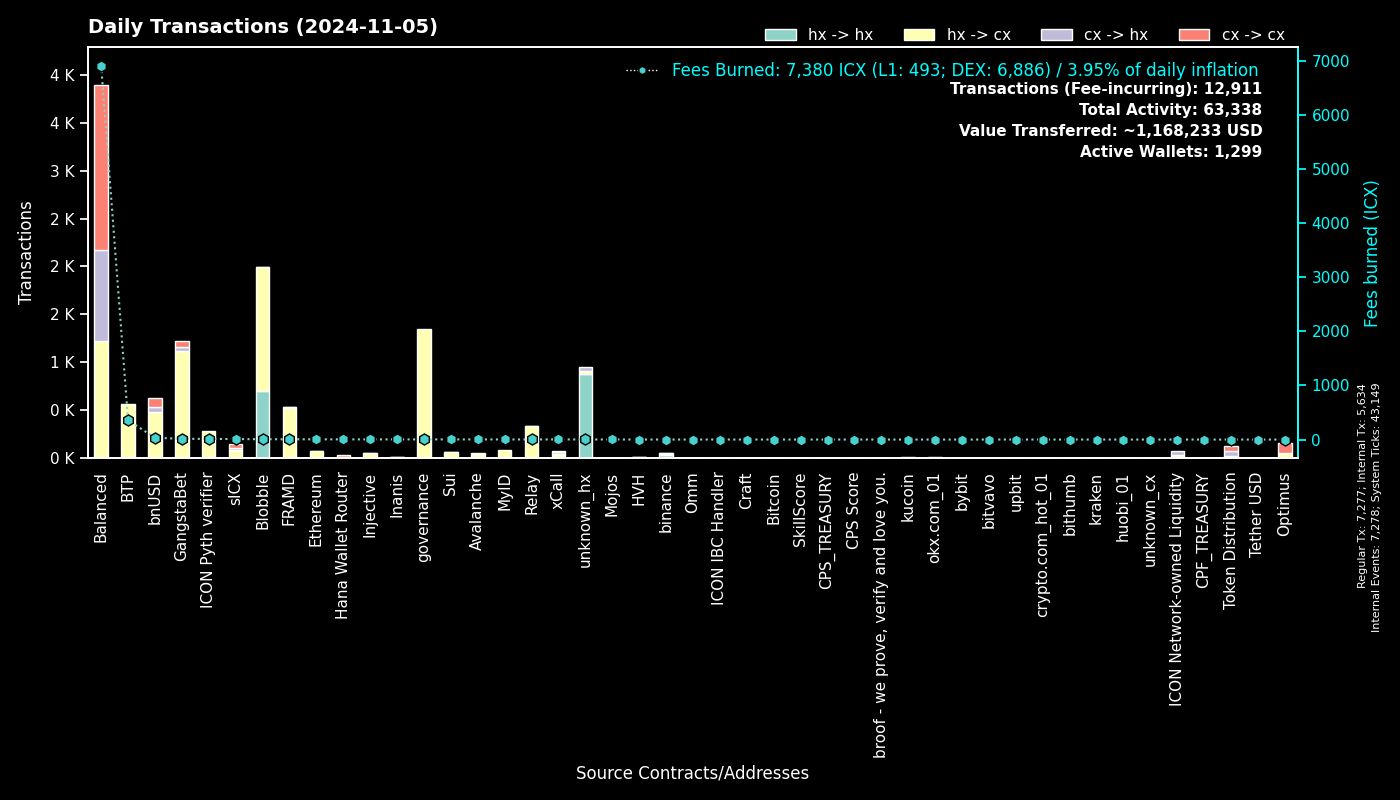 Daily Transactions (2024-11-05)
hx -> hx
hx -> cx
cx -> hx
cx -> cx
Fees Burned: 7,380 ICX (L1: 493; DEX: 6,886) / 3.95% of daily inflation
Transactions (Fee-incurring): 12,911
Total Activity: 63,338
Value Transferred: ~1,168,233 USD
Active Wallets: 1,299
Transactions
4 K
4 K
3 K
2 K
2 K
2 K
1 K
0 K
0 K
7000
6000
5000
4000
3000
2000
1000
0
Fees burned (ICX)
Regular Tx: 7,277; Internal Tx: 5,634
Internal Events: 7,278; System Ticks: 43,149
Balanced
BTP
bnUSD
GangstaBet
ICON Pyth verifier
sICX
Blobble
FRAMD
Ethereum
Hana Wallet Router
Injective
Inanis
governance
Sui
Avalanche
MyID
Relay
xCall
unknown_hx
Mojos
HVH
binance
Omm
ICON IBC Handler
Craft
Bitcoin
SkillScore
CPS_TREASURY
CPS Score
broof - we prove, verify and love you.
kucoin
okx.com_01
bybit
bitvavo
upbit
crypto.com_hot_01
bithumb
kraken
huobi_01
unknown_cx
ICON Network-owned Liquidity
CPF_TREASURY
Token Distribution
Tether USD
Optimus
Source Contracts/Addresses